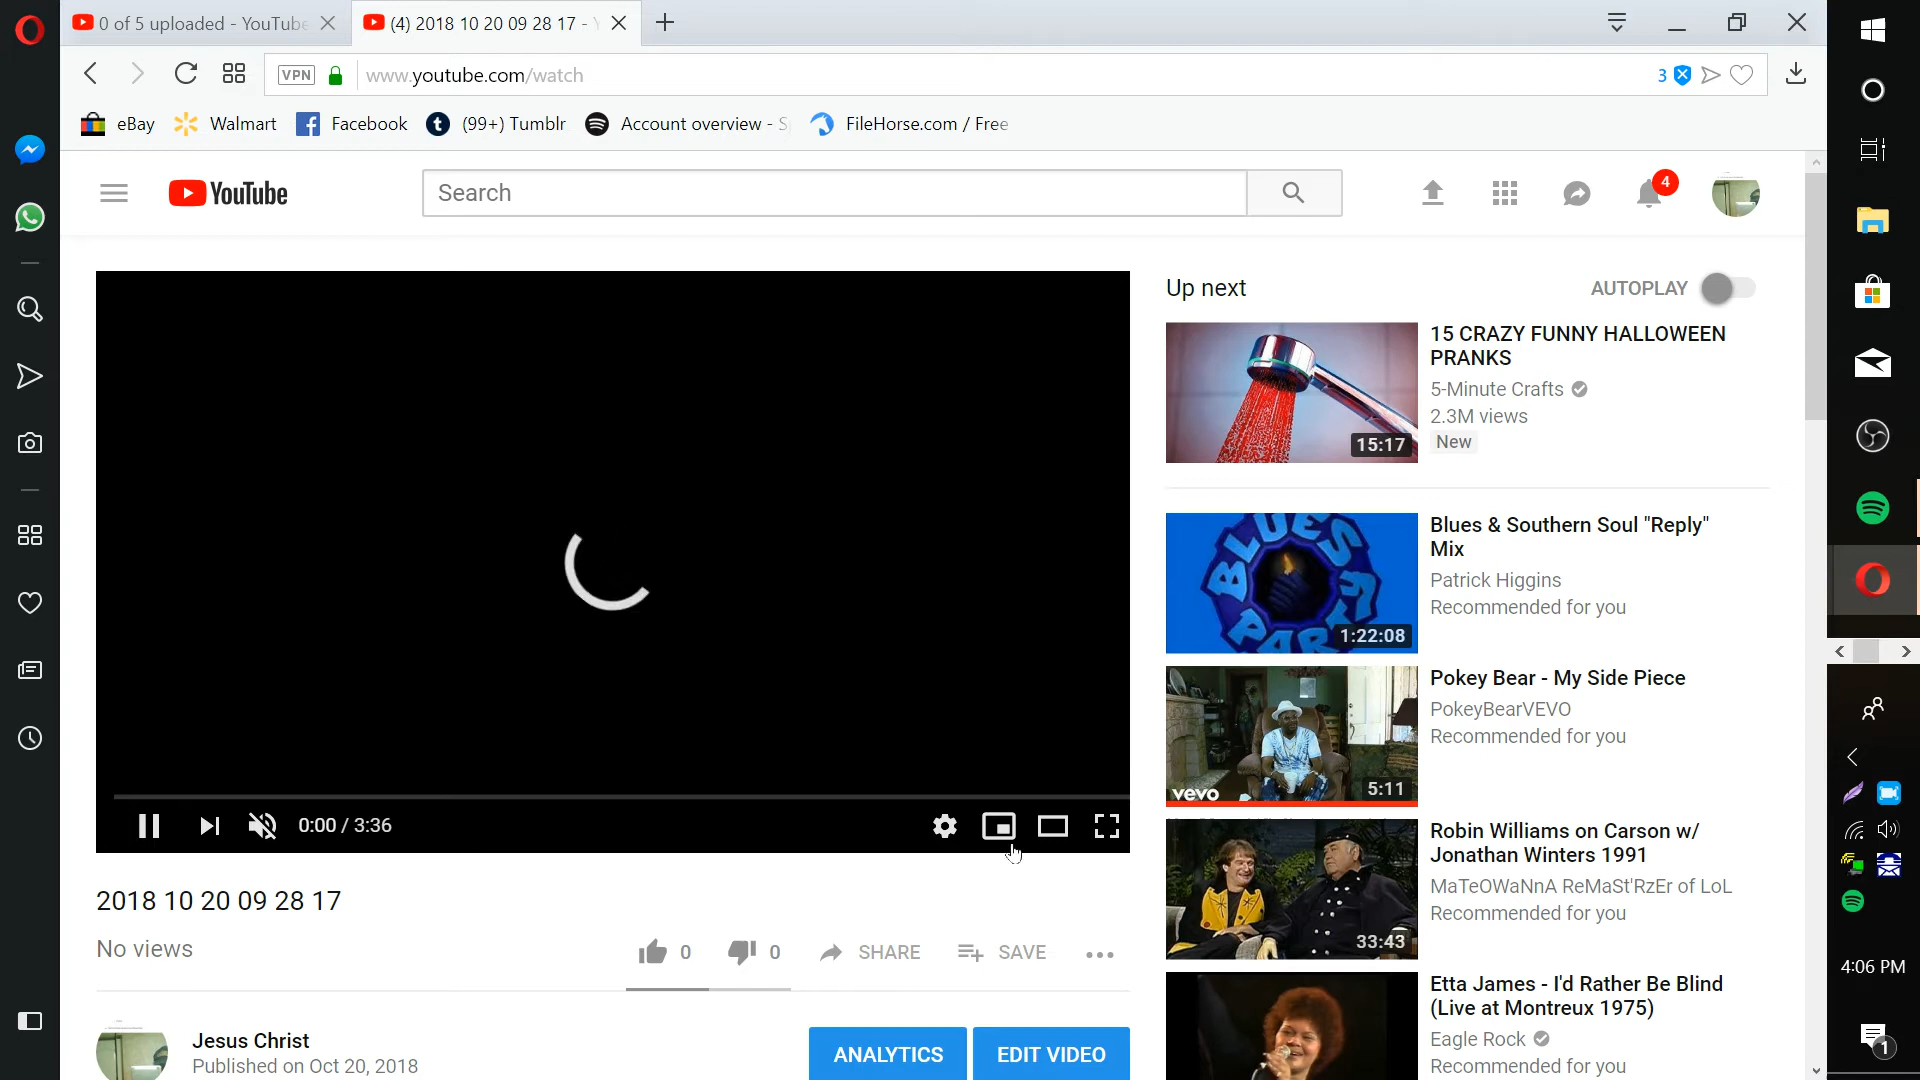 0 of 5 uploaded - YouTube
(4) 2018 10 20 09 28 17 -
VPN
www.youtube.com/watch
3
eBay
Walmart
Facebook
(99+) Tumblr
Account overview - S
FileHorse.com / Free
YouTube
Search
4
Up next
AUTOPLAY
15 CRAZY FUNNY HALLOWEEN
PRANKS
5-Minute Crafts
2.3M views
New
15:17
BLUES
PAR
1:22:08
Blues & Southern Soul "Reply"
Mix
Patrick Higgins
Recommended for you
vevo
5:11
Pokey Bear - My Side Piece
PokeyBearVEVO
Recommended for you
33:43
Robin Williams on Carson w/
Jonathan Winters 1991
MaTeOWaNnA ReMaSt'RzEr of LoL
Recommended for you
Etta James - I'd Rather Be Blind
(Live at Montreux 1975)
Eagle Rock
Recommended for you
0:00 / 3:36
2018 10 20 09 28 17
No views
0
0
SHARE
SAVE
Jesus Christ
Published on Oct 20, 2018
ANALYTICS
EDIT VIDEO
4:06 PM
1